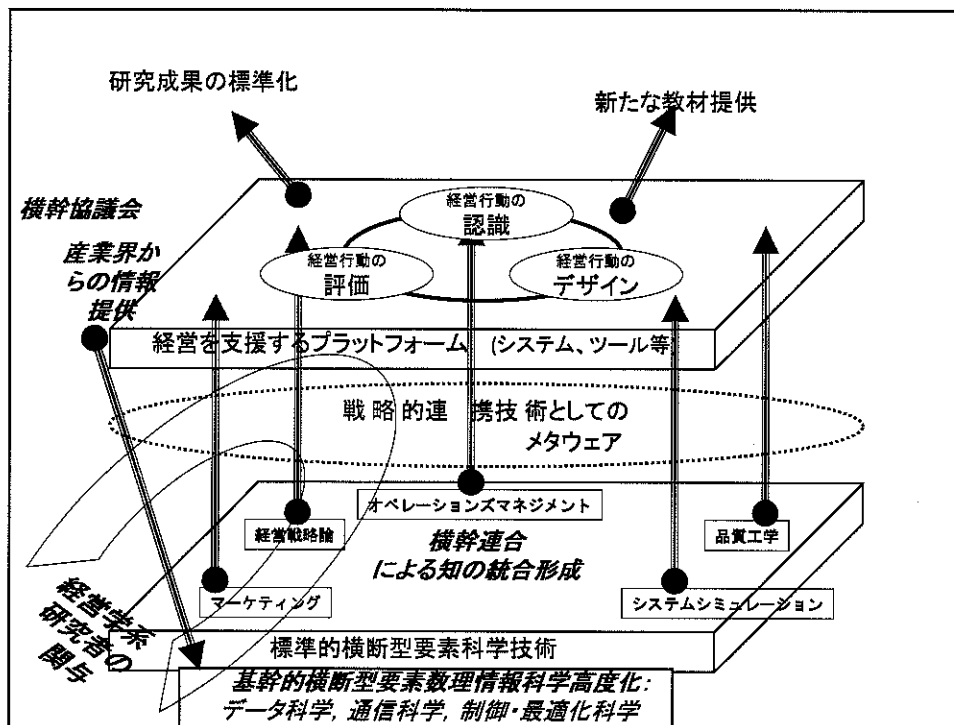 研究成果の標準化
新たな教材提供
横幹協議会
産業界か
らの情報
提供
経営行動の
認識
経営行動の
評価
経営行動の
デザイン
経営を支援するプラットフォーム (システム、ツール等)
戦略的連携技術としての
メタウェア
オペレーションズマネジメント
経営戦略論
品質工学
横幹連合
による知の統合形成
マーケティング
システムシミュレーション
経営学系
研究者の
関与
標準的横断型要素科学技術
基幹的横断型要素数理情報科学高度化:
データ科学, 通信科学, 制御・最適化科学